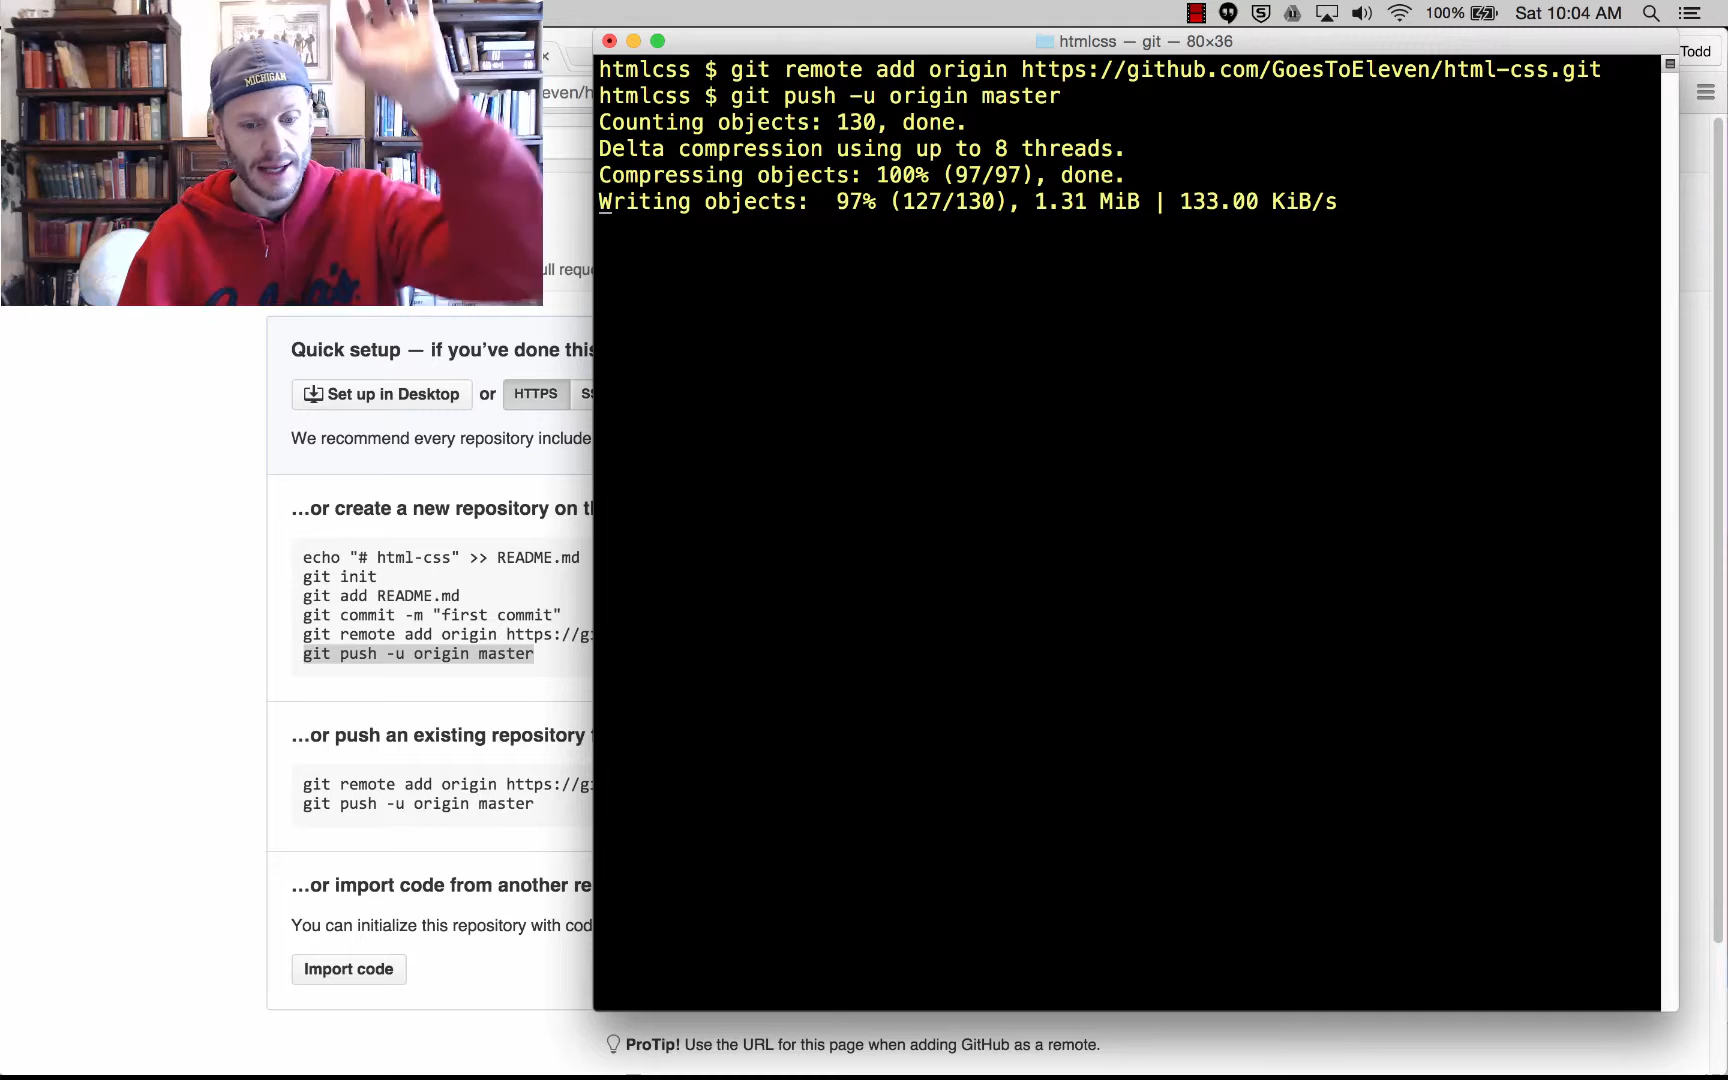 100%
Sat 10:04 AM
MICHIGAN
Todd
htmlcss — git — 80×36
htmlcss $ git remote add origin https://github.com/GoesToEleven/html-css.git
htmlcss $ git push -u origin master
Counting objects: 130, done.
Delta compression using up to 8 threads.
Compressing objects: 100% (97/97), done.
Writing objects:  97% (127/130), 1.31 MiB | 133.00 KiB/s
even/h
ull reque
Quick setup — if you've done this
Set up in Desktop or HTTPS SS
We recommend every repository include
...or create a new repository on th
echo "# html-css" >> README.md
git init
git add README.md
git commit -m "first commit"
git remote add origin https://gi
git push -u origin master
...or push an existing repository
git remote add origin https://gi
git push -u origin master
...or import code from another re
You can initialize this repository with cod
Import code
ProTip! Use the URL for this page when adding GitHub as a remote.